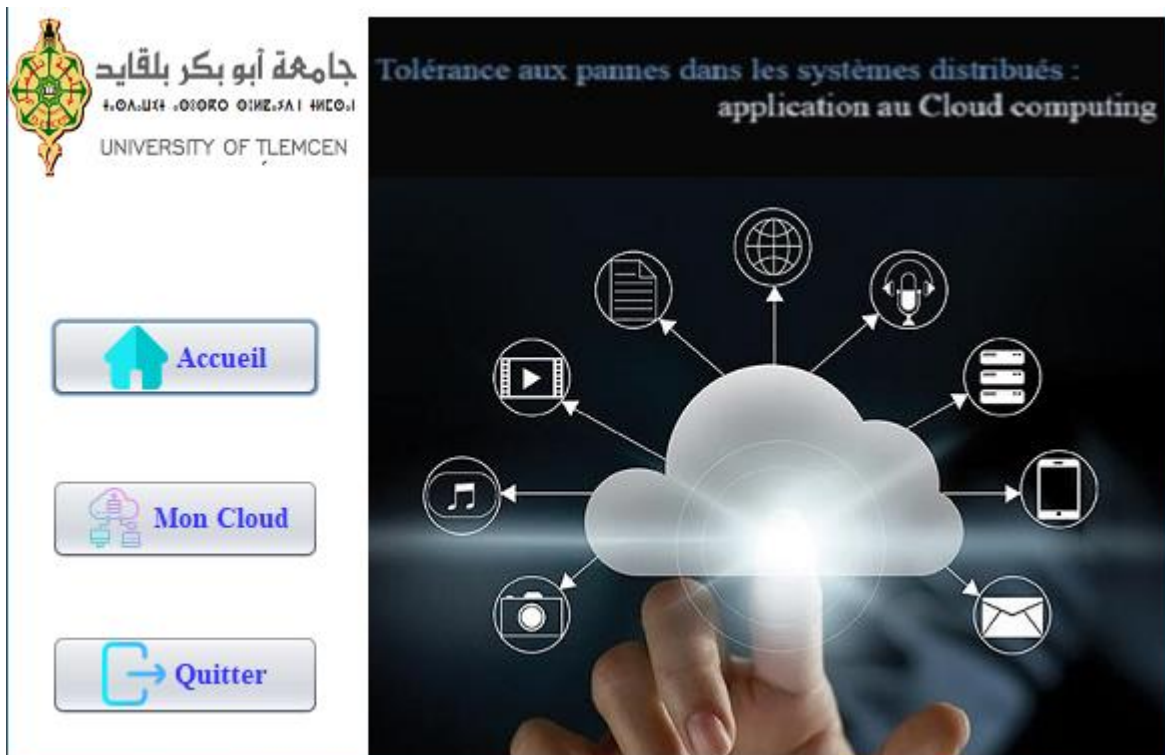 جامعة أبو بكر بلقايد
UNIVERSITY OF TLEMCEN
Tolérance aux pannes dans les systèmes distribués :
application au Cloud computing
Accueil
Mon Cloud
Quitter